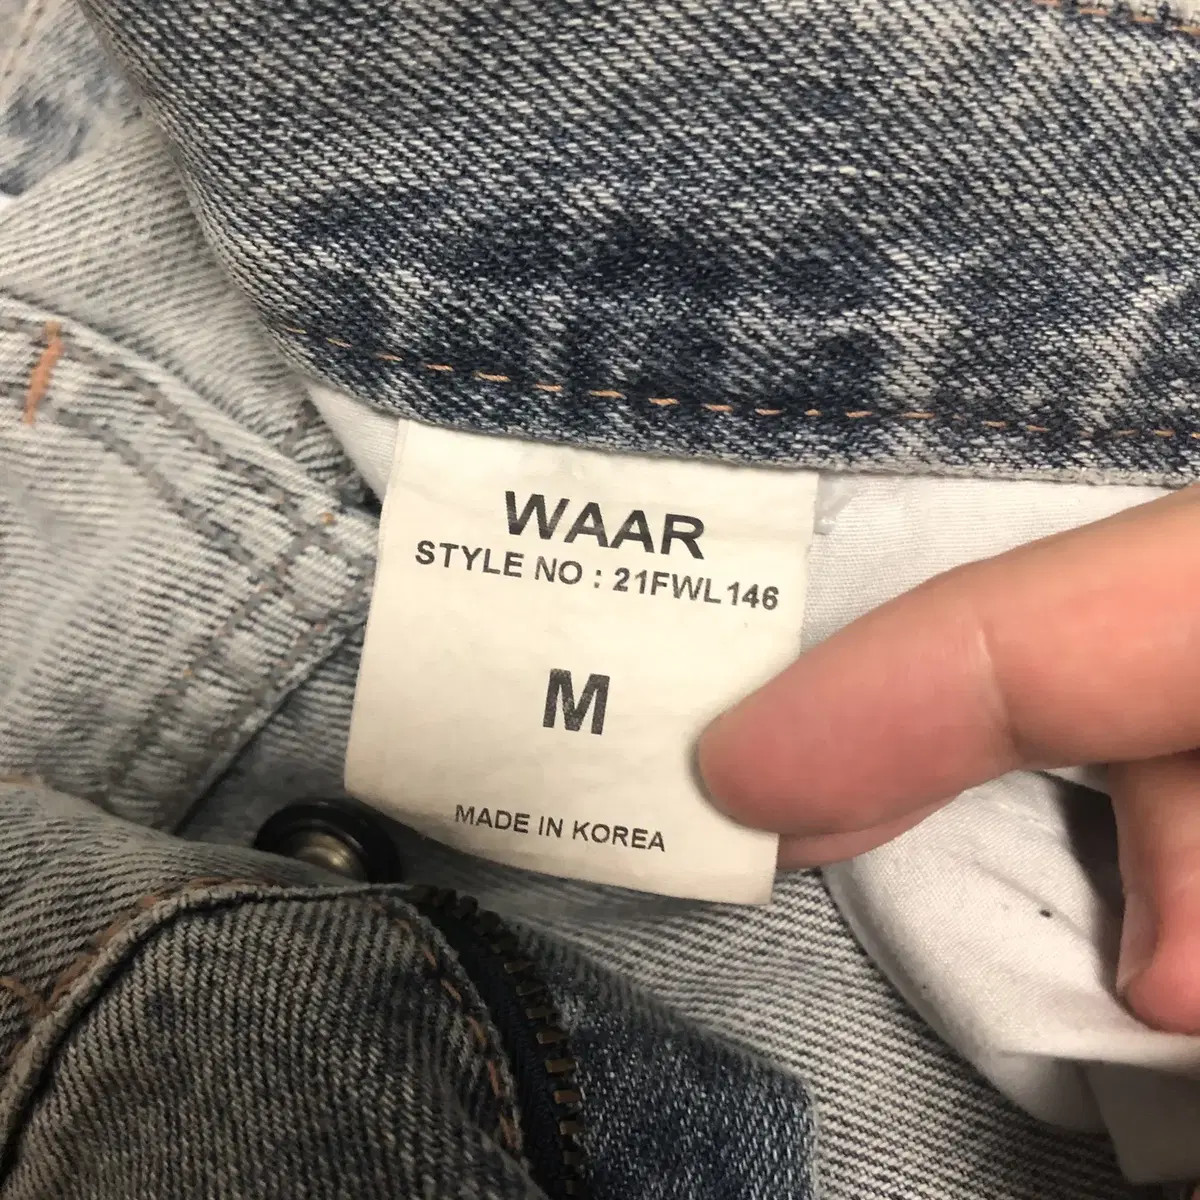 WAAR
STYLE NO : 21FWL146
M
MADE IN KOREA